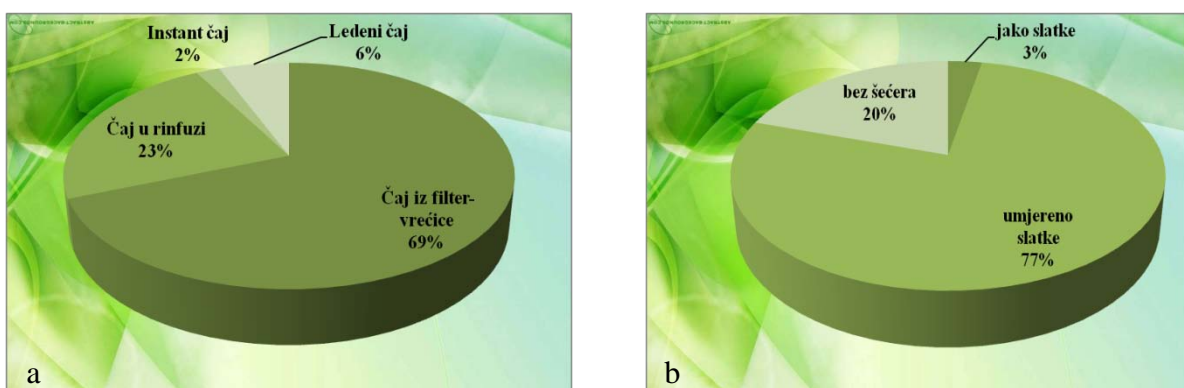 Instant čaj
2%
Ledeni čaj
6%
Čaj u rinfuzi
23%
Čaj iz filter-
vrećice
69%
a
jako slatke
3%
bez šećera
20%
umjereno
slatke
77%
b